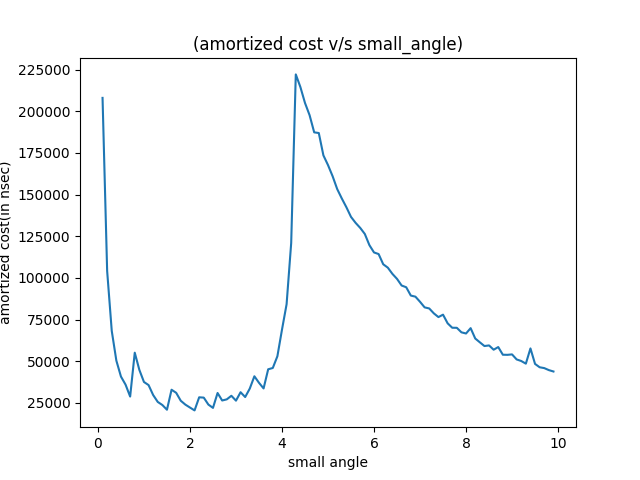 (amortized cost v/s small_angle)
225000
200000
175000
150000
125000
100000
75000
50000
25000
amortized cost(in nsec)
0 2 4 6 8 10
small angle